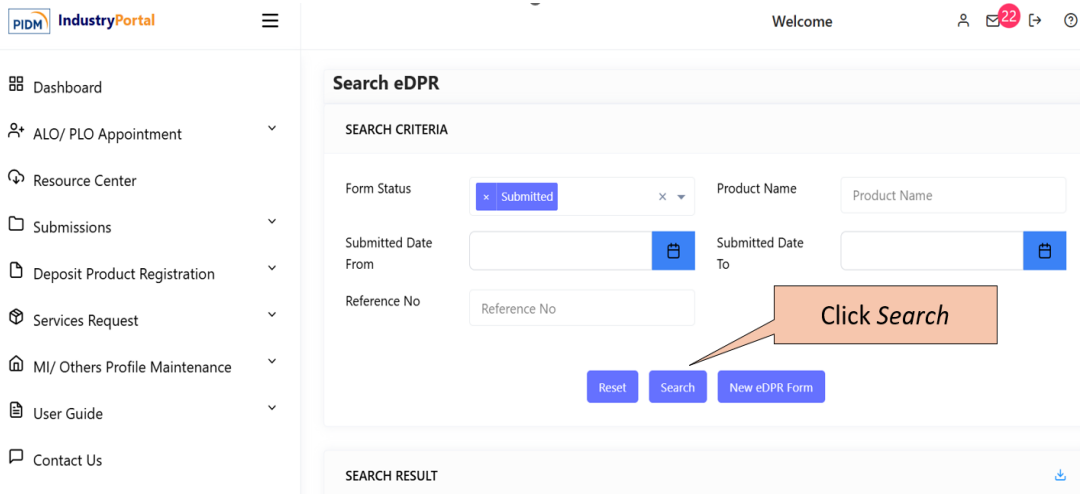 PIDM IndustryPortal
Welcome
22
Dashboard
ALO/ PLO Appointment
Resource Center
Submissions
Deposit Product Registration
Services Request
MI/ Others Profile Maintenance
User Guide
Contact Us
Search eDPR
SEARCH CRITERIA
Form Status
× Submitted
Product Name
Product Name
Submitted Date
From
Submitted Date
To
Reference No
Reference No
Click Search
Reset
Search
New eDPR Form
SEARCH RESULT